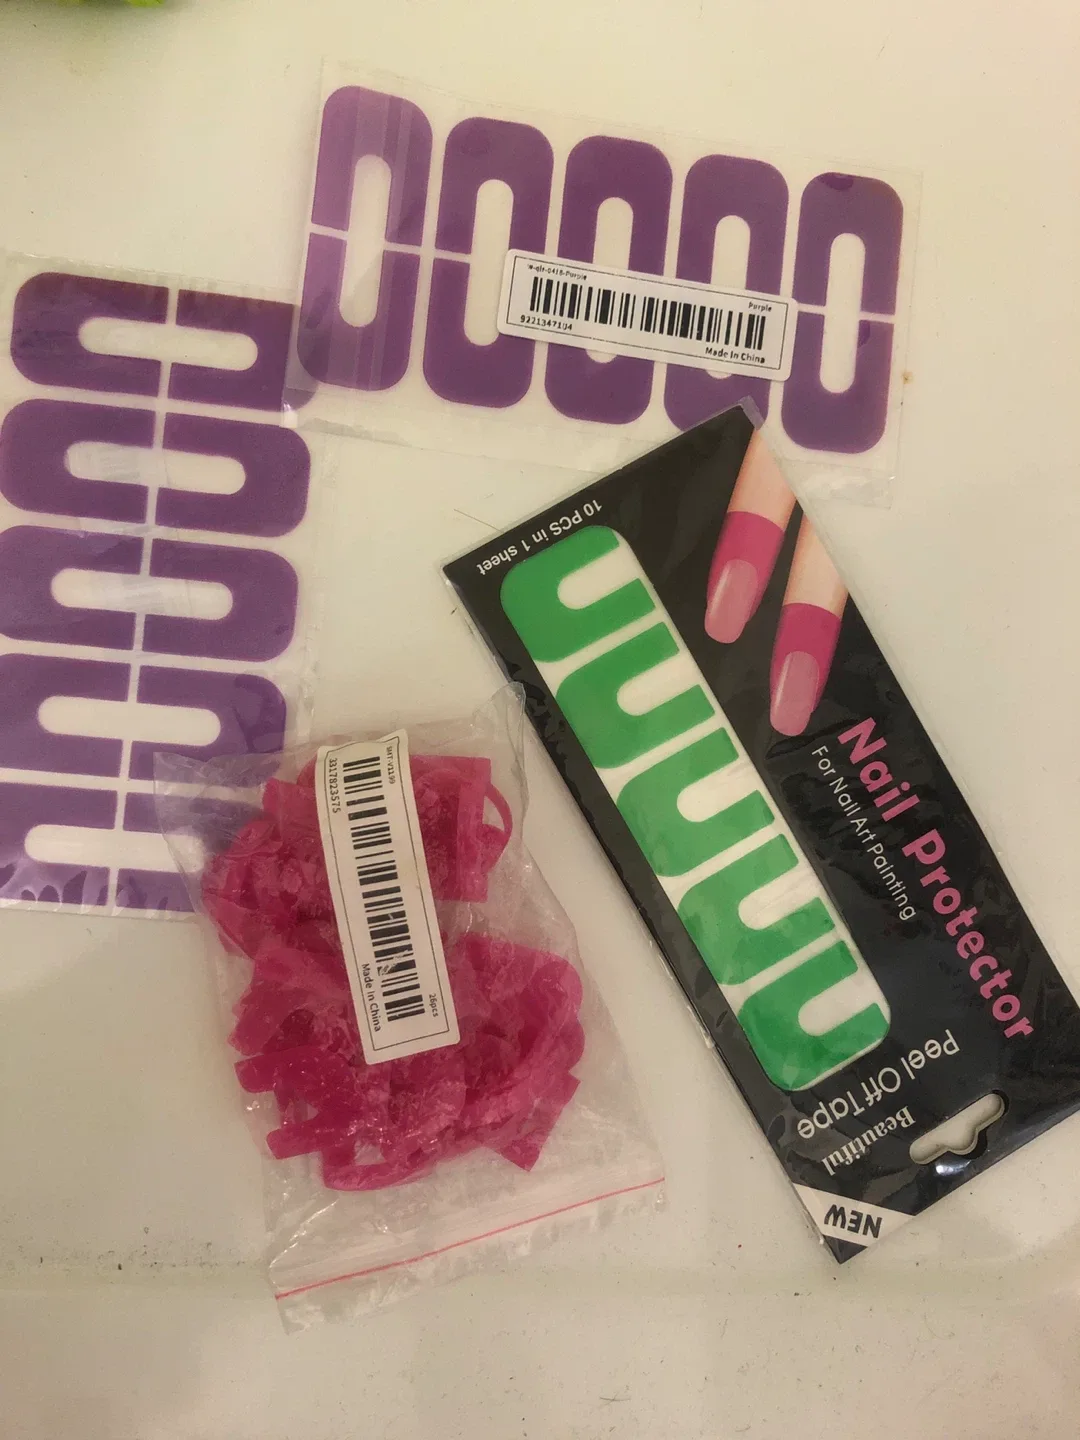 Purple
9221347104
Made In China
10 PCS in 1 sheet
Nail Protector
For Nail Art Painting
Peel Off Tape
Beautiful
NEW
3317823575
26pcs
Made In China